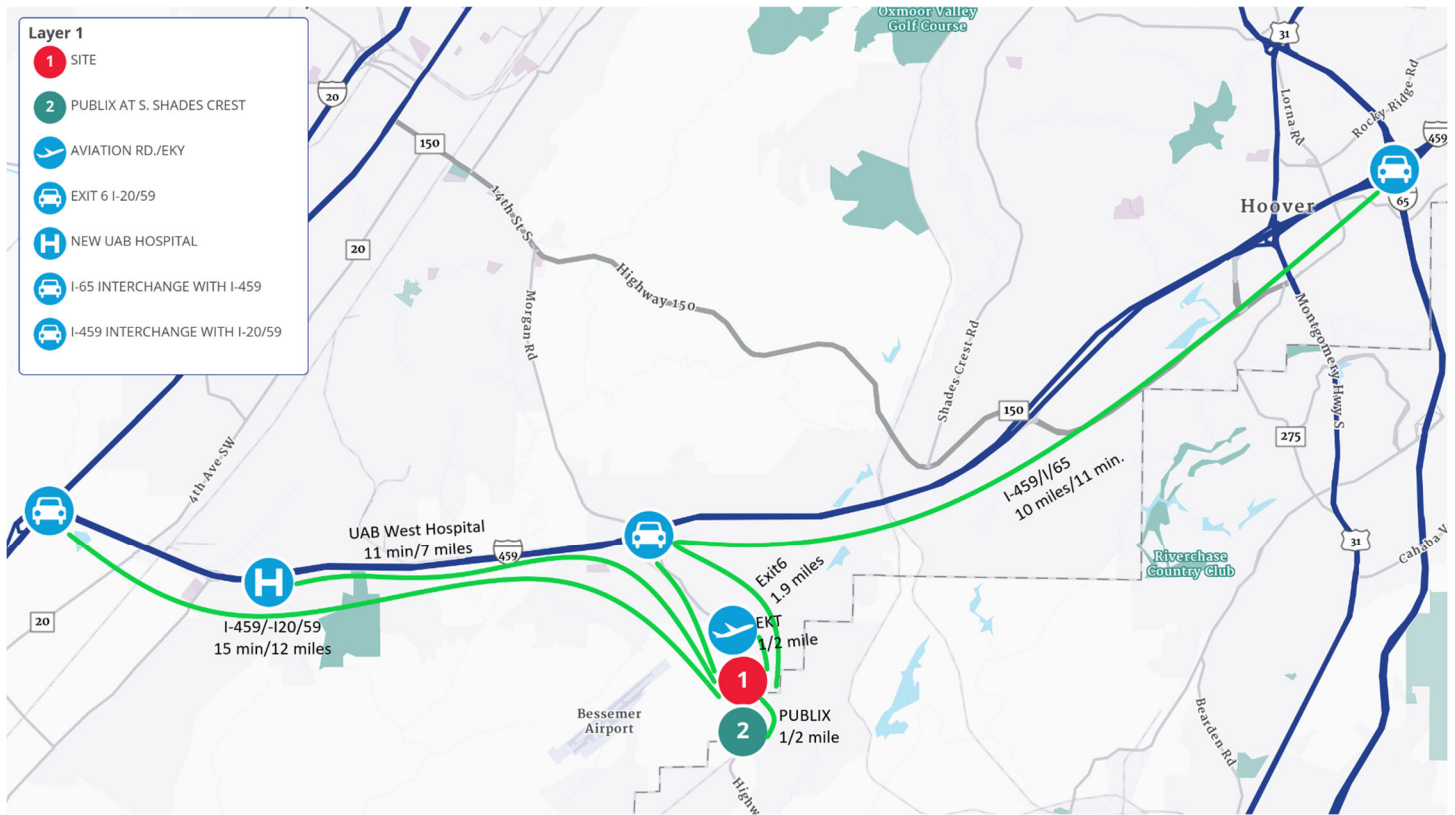 Layer 1
1 SITE
2 PUBLIX AT S. SHADES CREST
AVIATION RD./EKY
EXIT 6 I-20/59
H NEW UAB HOSPITAL
I-65 INTERCHANGE WITH I-459
I-459 INTERCHANGE WITH I-20/59
Oxmoor Valley
Golf Course
31
Lorna Rd
Rocky Ridge Rd
459
65
Hoover
20
150
14th St S
20
Highway 150
Morgan Rd
Shades Crest Rd
150
Montgomery Hwy S
275
4th Ave SW
I-459/I/65
10 miles/11 min.
UAB West Hospital
11 min/7 miles
459
H
31
Cahaba V
Riverchase
Country Club
Exit6
1.9 miles
20
I-459/-I20/59
15 min/12 miles
EKT
1/2 mile
1
Bessemer
Airport
2
PUBLIX
1/2 mile
Bearden Rd
Highw